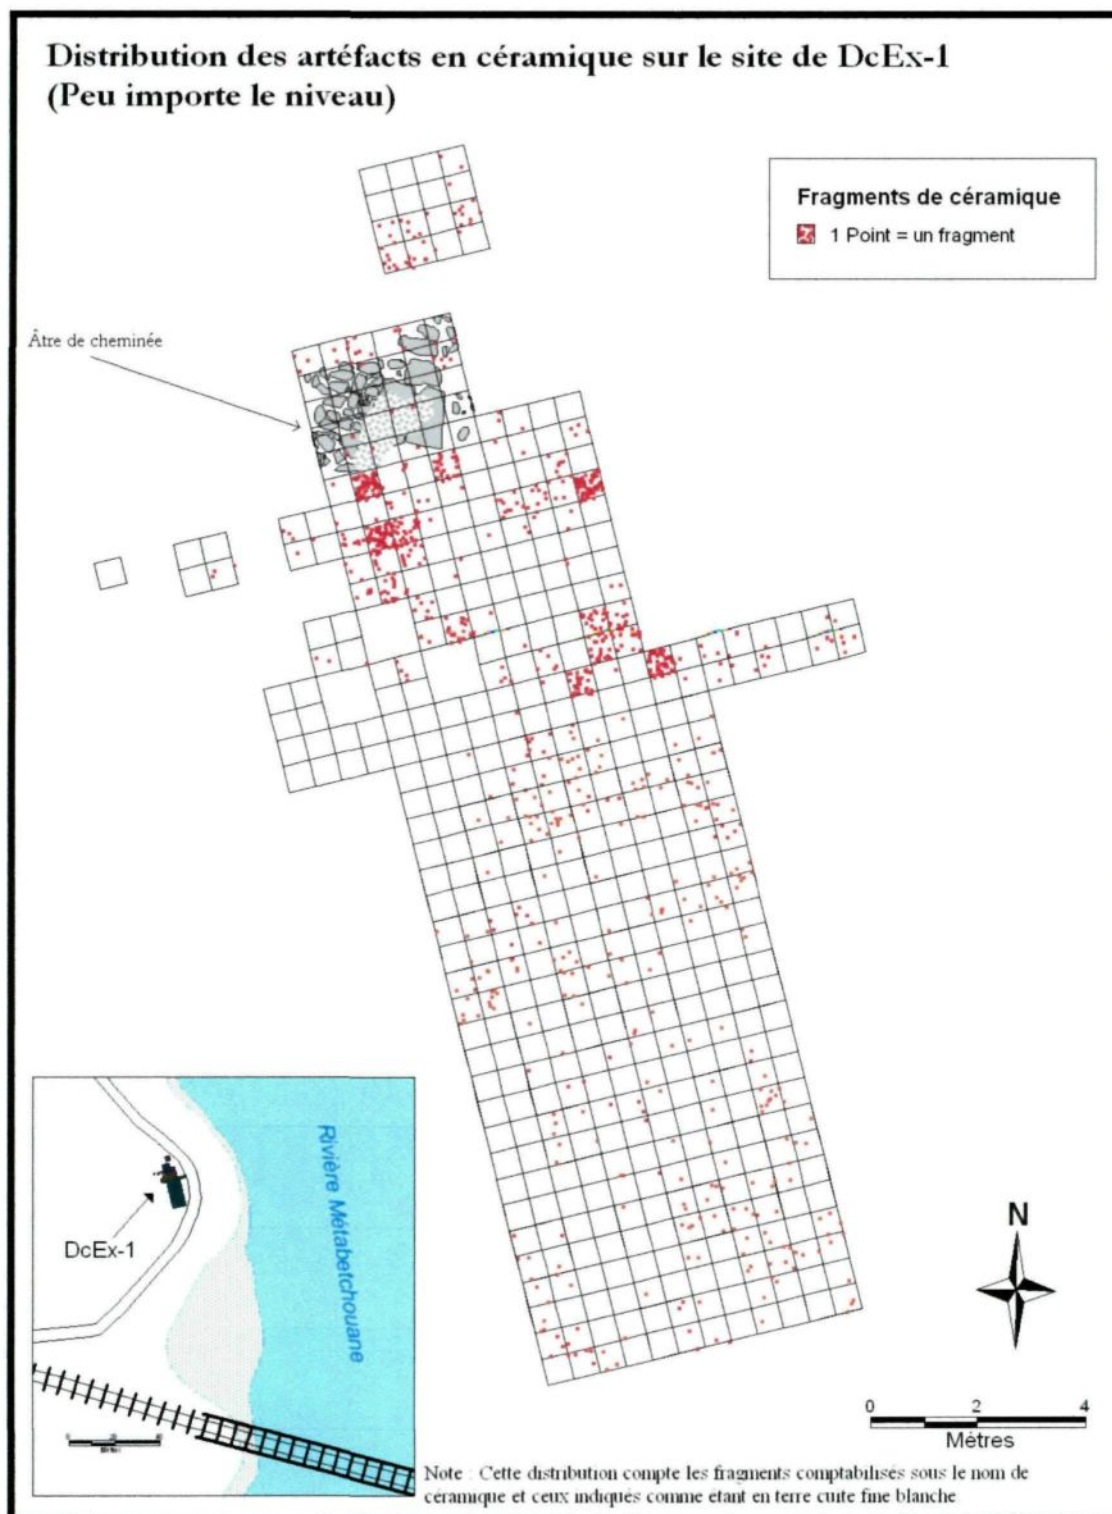 Distribution des artéfacts en céramique sur le site de DcEx-1
(Peu importe le niveau)
Fragments de céramique
1 Point = un fragment
Âtre de cheminée
Rivière Métabetchouane
DcEx-1
N
0 2 4
Métres
Note : Cette distribution compte les fragments comptabilisés sous le nom de
céramique et ceux indiqués comme étant en terre cuite fine blanche